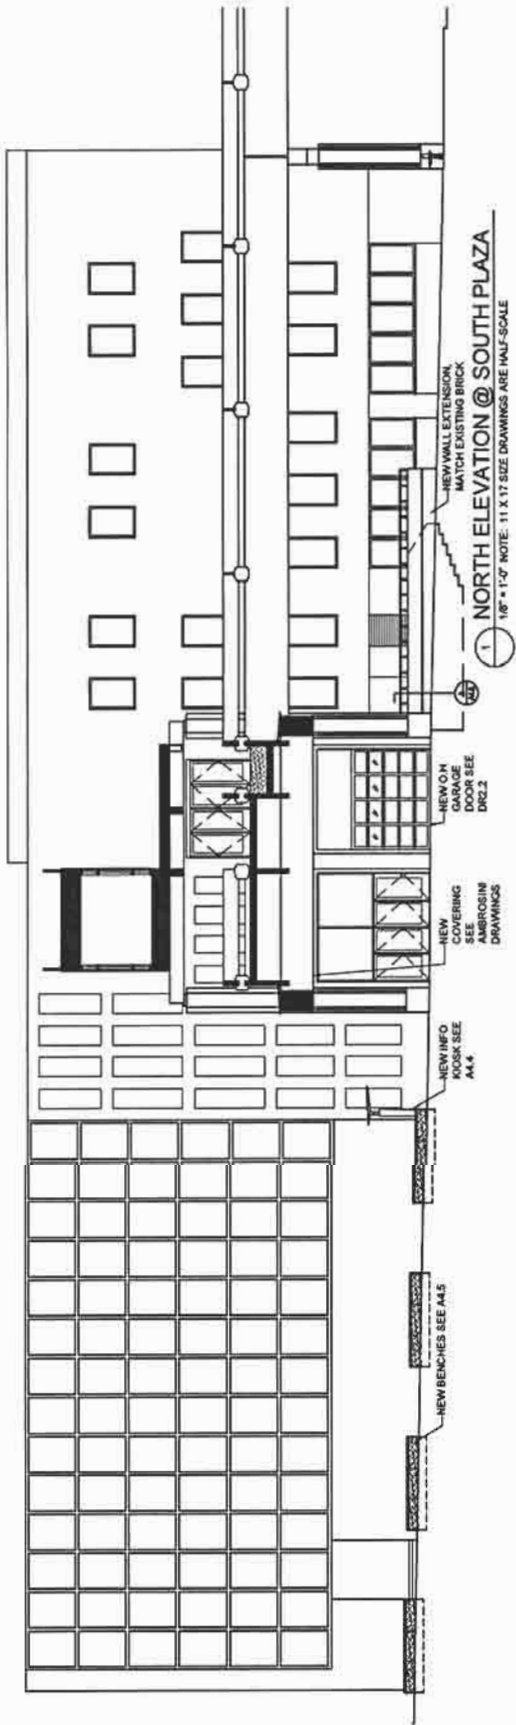 NEW BENCHES SEE A4.5
NEW INFO
KIOSK SEE
A4.4
NEW
COVERING
SEE
AMBROSINI
DRAWINGS
NEW O.H
GARAGE
DOOR SEE
DR2.2
NEW WALL EXTENSION,
MATCH EXISTING BRICK
1
NORTH ELEVATION @ SOUTH PLAZA
1/8" = 1'-0" NOTE: 11 X 17 SIZE DRAWINGS ARE HALF-SCALE